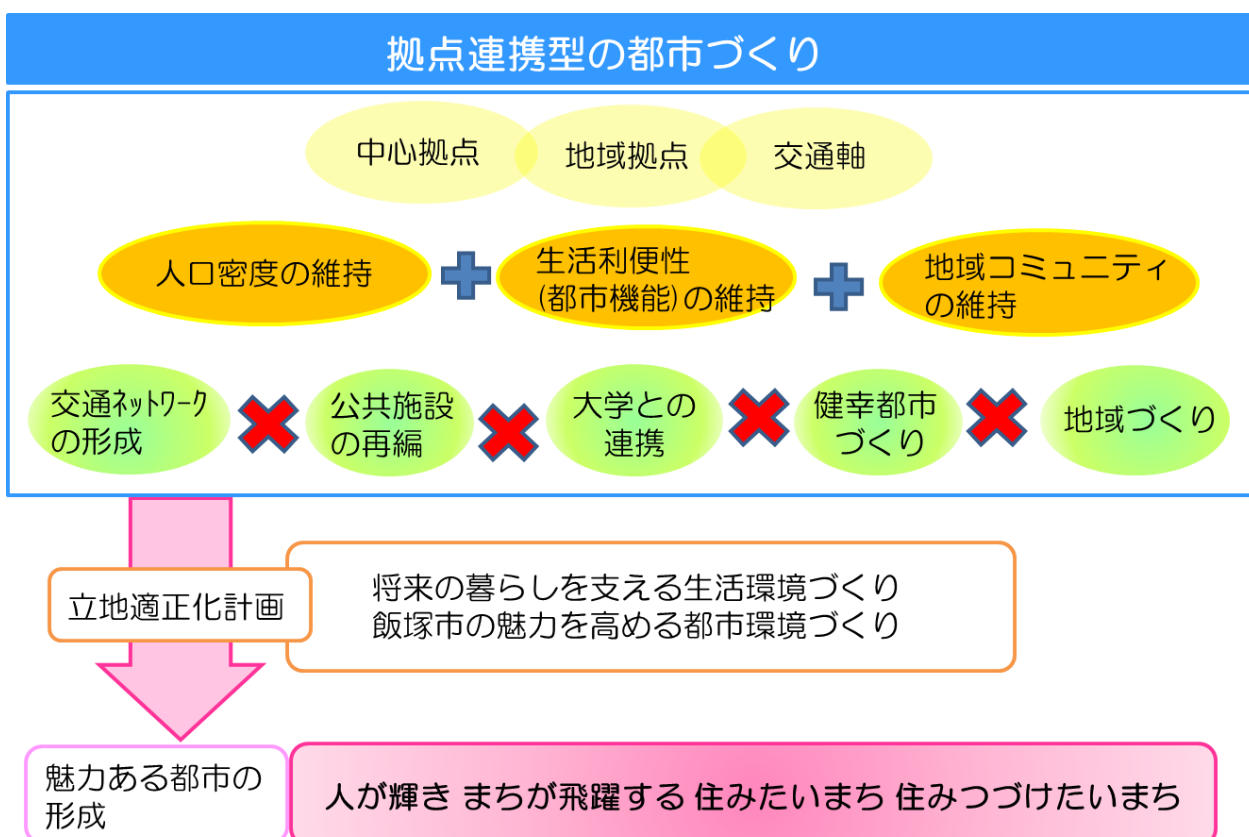 拠点連携型の都市づくり
中心拠点
地域拠点
交通軸
人口密度の維持
生活利便性
(都市機能)の維持
地域コミュニティ
の維持
交通ﾈｯﾄﾜｰｸ
の形成
公共施設
の再編
大学との
連携
健幸都市
づくり
地域づくり
立地適正化計画
将来の暮らしを支える生活環境づくり
飯塚市の魅力を高める都市環境づくり
魅力ある都市の
形成
人が輝き まちが飛躍する 住みたいまち 住みつづけたいまち